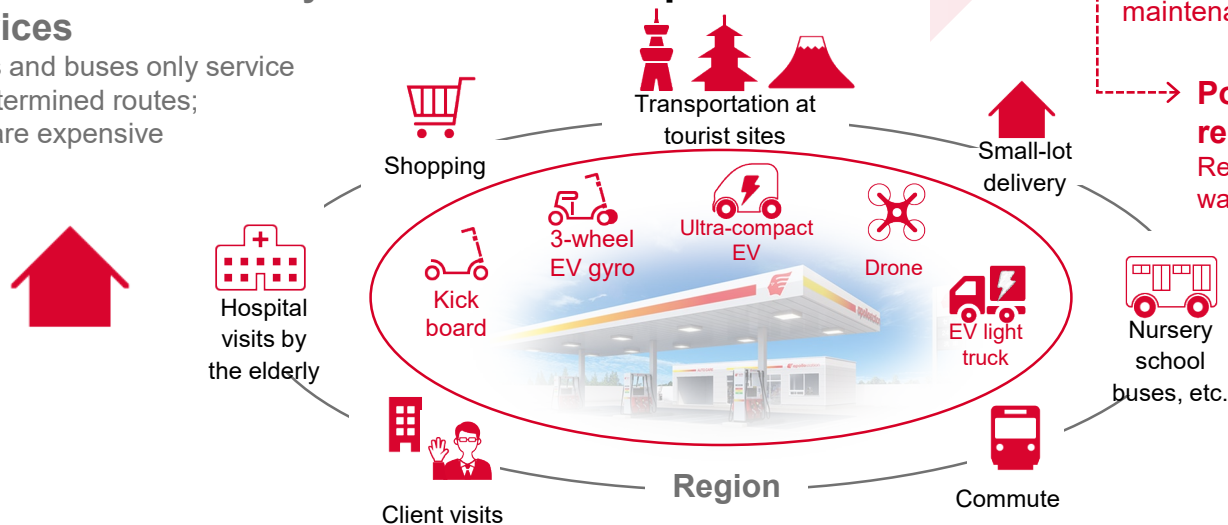 ices
and buses only service
termined routes;
are expensive
maintena
Po
re
Re
wa
Transportation at
tourist sites
Shopping
Small-lot
delivery
3-wheel
EV gyro
Ultra-compact
EV
Drone
Kick
board
EV light
truck
Hospital
visits by
the elderly
Nursery
school
buses, etc.
Region
Client visits
Commute